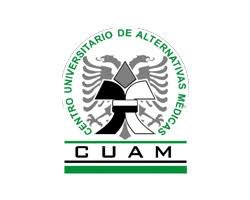 CENTRO UNIVERSITARIO DE ALTERNATIVAS MÉDICAS
CUAM